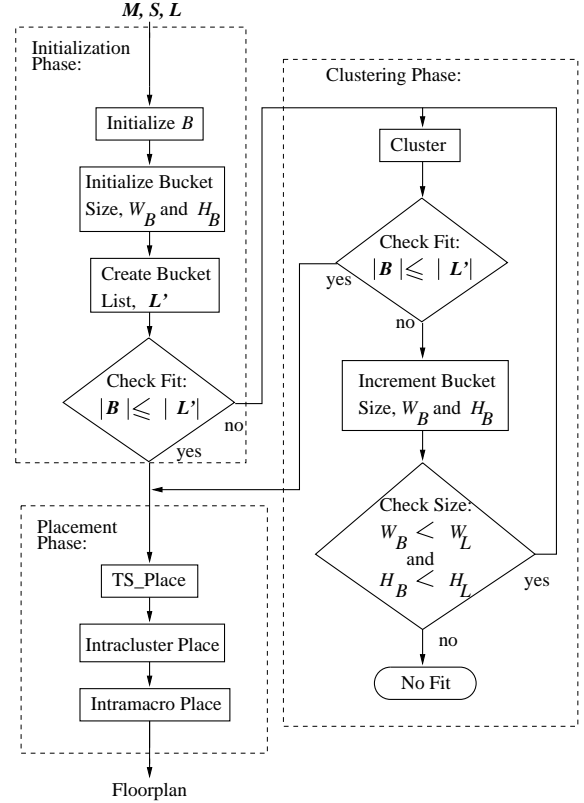 M, S, L
Initialization
Phase:
Initialize B
Initialize Bucket
Size, W_B and H_B
Create Bucket
List, L'
Check Fit:
|B| ≤ |L'|
no
yes
Placement
Phase:
TS_Place
Intracluster Place
Intramacro Place
Floorplan
Clustering Phase:
Cluster
Check Fit:
|B| ≤ |L'|
yes
no
Increment Bucket
Size, W_B and H_B
Check Size:
W_B < W_L
and
H_B < H_L
yes
no
No Fit